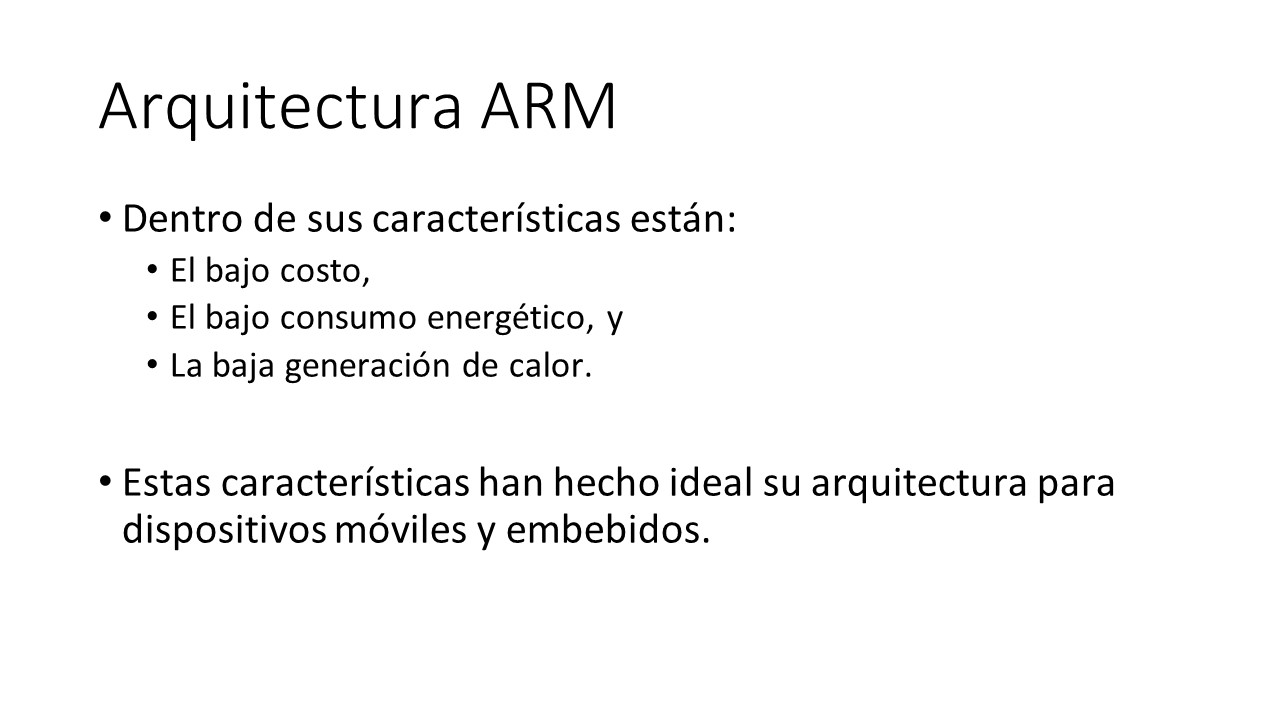 Arquitectura ARM
• Dentro de sus características están:
• El bajo costo,
• El bajo consumo energético, y
• La baja generación de calor.
• Estas características han hecho ideal su arquitectura para
dispositivos móviles y embebidos.